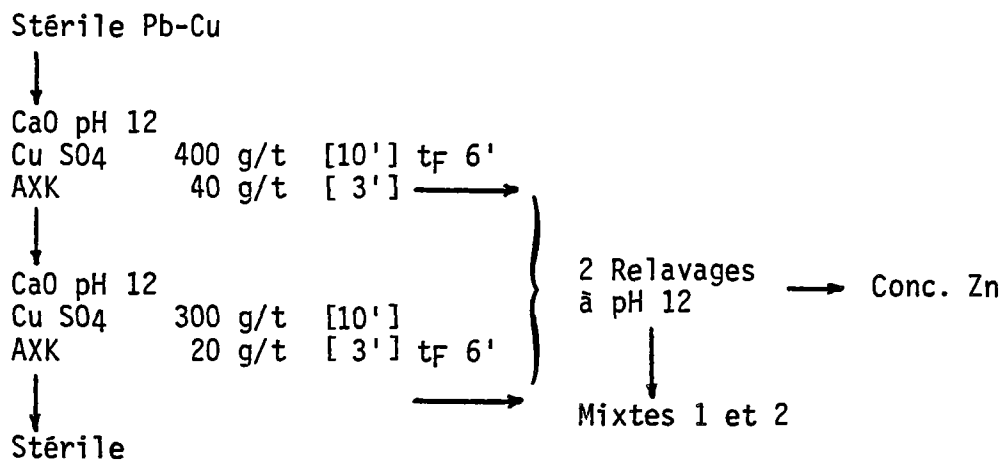 Stérile Pb-Cu
CaO pH 12
Cu SO4 400 g/t [10'] tF 6'
AXK 40 g/t [ 3']
CaO pH 12
Cu SO4 300 g/t [10']
AXK 20 g/t [ 3'] tF 6'
Stérile
2 Relavages
à pH 12
Conc. Zn
Mixtes 1 et 2